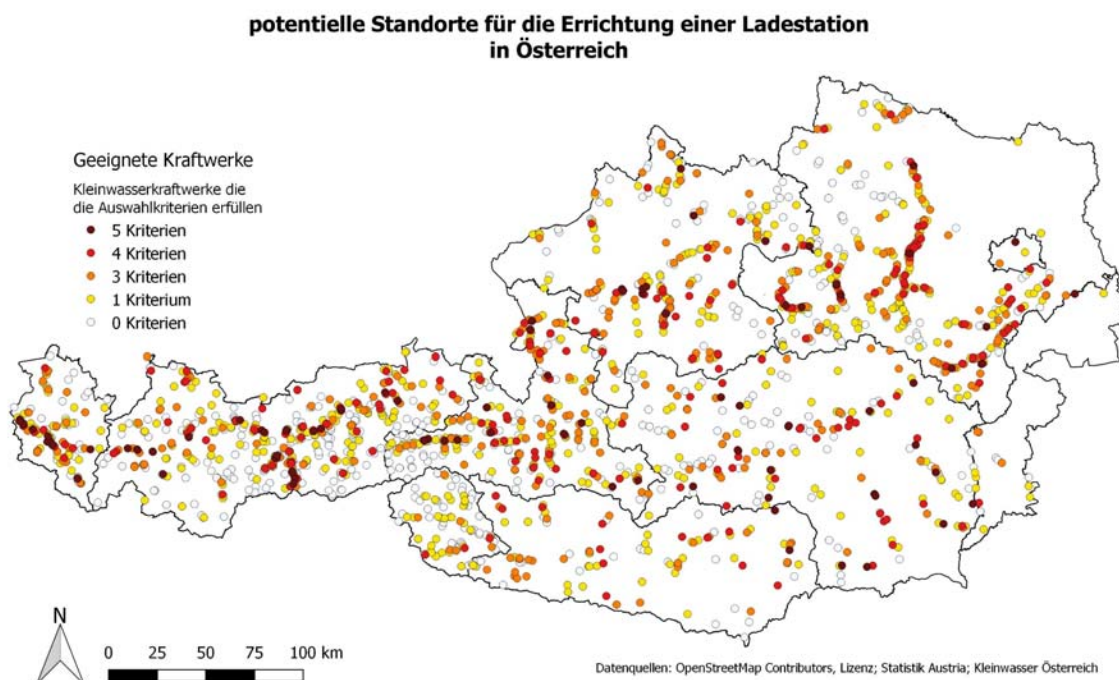 potentielle Standorte für die Errichtung einer Ladestation
in Österreich
Geeignete Kraftwerke
Kleinwasserkraftwerke die
die Auswahlkriterien erfüllen
5 Kriterien
4 Kriterien
3 Kriterien
1 Kriterium
0 Kriterien
N
0 25 50 75 100 km
Datenquellen: OpenStreetMap Contributors, Lizenz; Statistik Austria; Kleinwasser Österreich